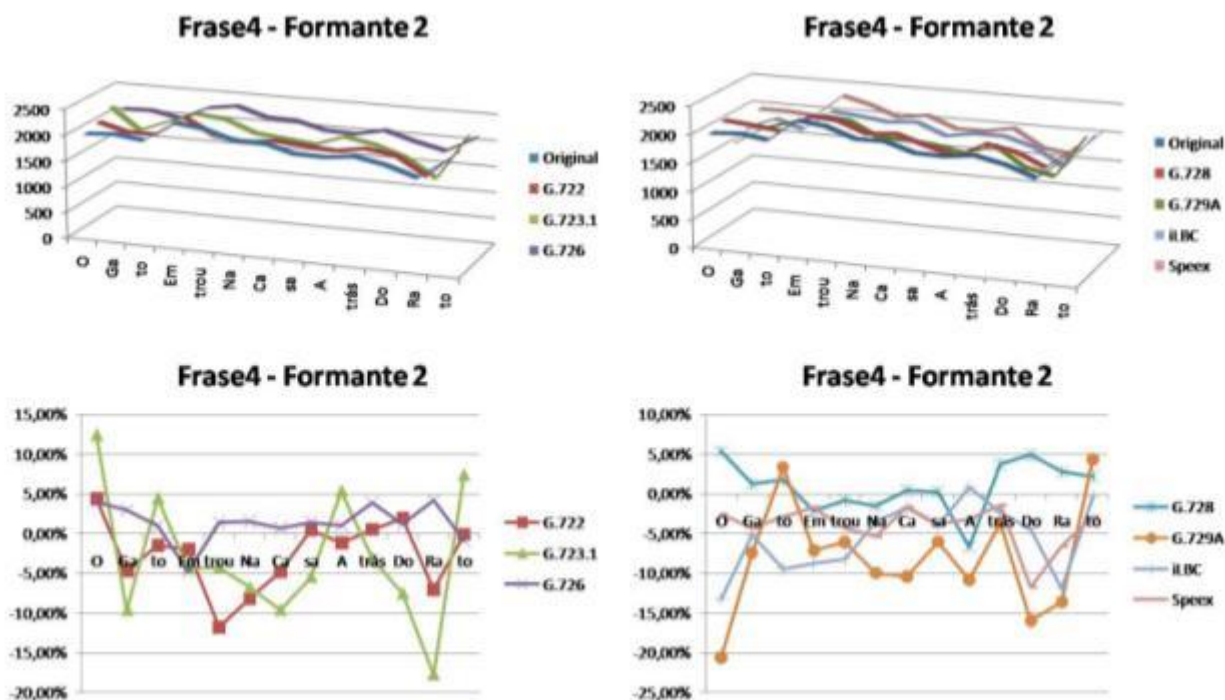 Frase4 - Formante 2
2500
2000
1500
1000
500
0
O
Ga
to
Em
trou
Na
Ca
sa
A
trás
Do
Ra
to
Original
G.722
G.723.1
G.726
Frase4 - Formante 2
2500
2000
1500
1000
500
0
O
Ga
to
Em
trou
Na
Ca
sa
A
trás
Do
Ra
to
Original
G.728
G.729A
iLBC
Speex
Frase4 - Formante 2
15,00%
10,00%
5,00%
0,00%
-5,00%
-10,00%
-15,00%
-20,00%
O Ga to Em trou Na Ca sa A trás Do Ra to
G.722
G.723.1
G.726
Frase4 - Formante 2
10,00%
5,00%
0,00%
-5,00%
-10,00%
-15,00%
-20,00%
-25,00%
O Ga to Em trou Na Ca sa A trás Do Ra to
G.728
G.729A
iLBC
Speex